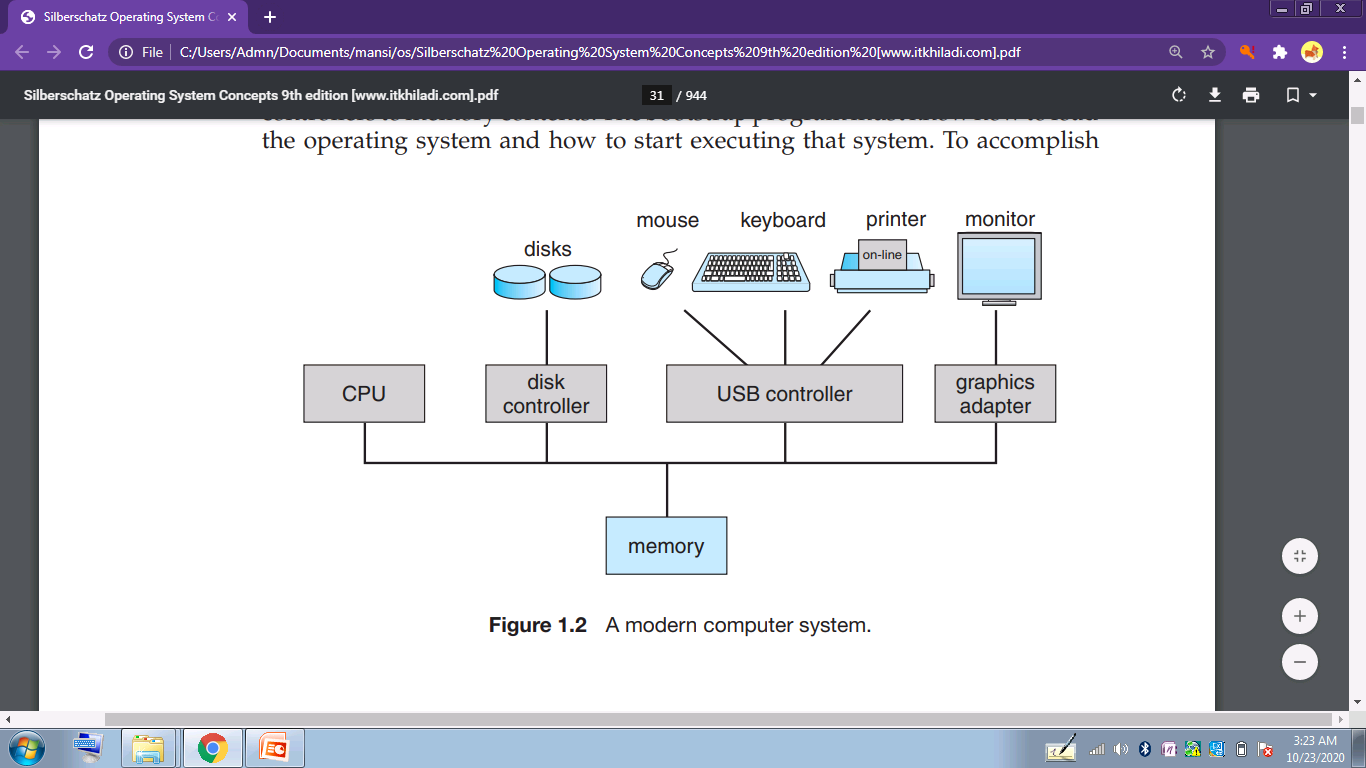 Silberschatz Operating System Co
File
C:/Users/Admn/Documents/mansi/os/Silberschatz%20Operating%20System%20Concepts%209th%20edition%20[www.itkhiladi.com].pdf
Silberschatz Operating System Concepts 9th edition [www.itkhiladi.com].pdf
31 / 944
the operating system and how to start executing that system. To accomplish
mouse keyboard printer monitor
disks
on-line
CPU
disk
controller
USB controller
graphics
adapter
memory
Figure 1.2 A modern computer system.
3:23 AM
10/23/2020